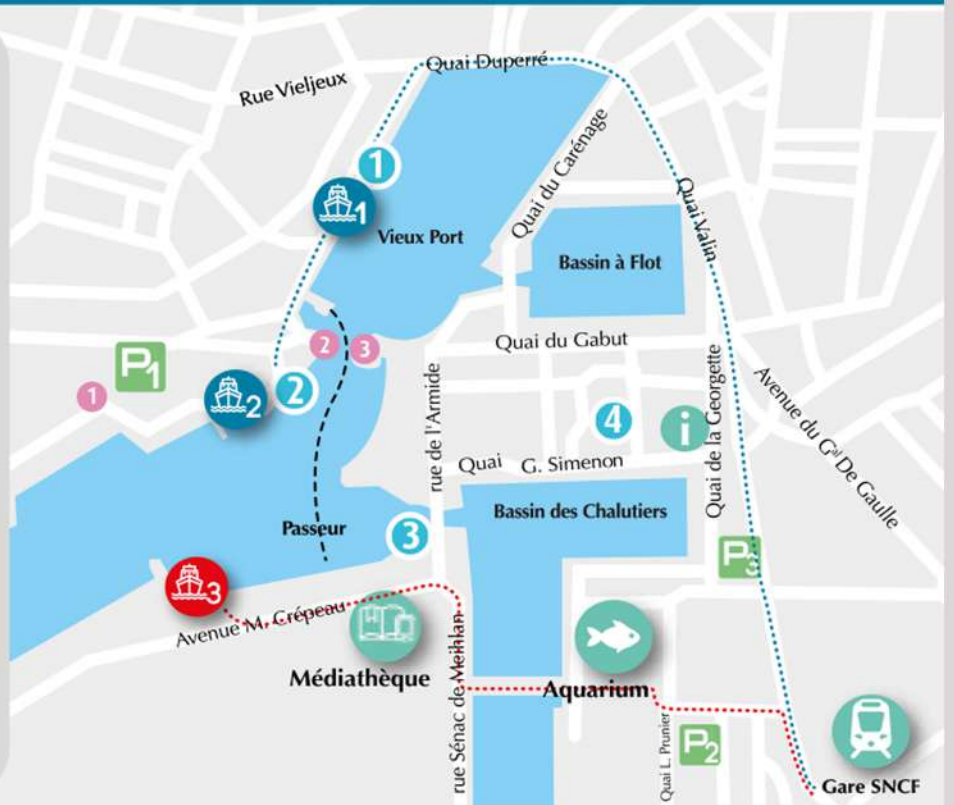 Quai Duperré
Rue Vieljeux
Quai du Carénage
1
1
Vieux Port
Quai Valin
Bassin à Flot
2
3
Quai du Gabut
P1
1
2
2
rue de l'Armide
4
i
Quai de la Georgette
Avenue du Gal De Gaulle
Quai G. Simenon
Bassin des Chalutiers
Passeur
3
P3
3
Avenue M. Crépeau
Médiathèque
rue Sénac de Meihlan
Aquarium
Quai L. Prunier
P2
Gare SNCF